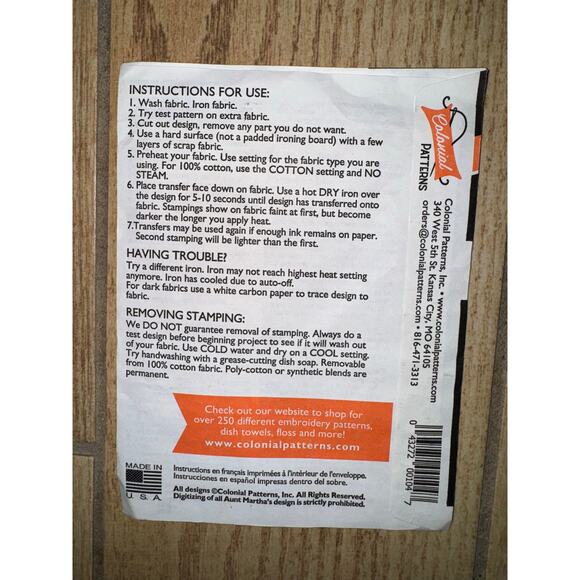 INSTRUCTIONS FOR USE:
1. Wash fabric. Iron fabric.
2. Try test pattern on extra fabric.
3. Cut out design, remove any part you do not want.
4. Use a hard surface (not a padded ironing board) with a few
layers of scrap fabric.
5. Preheat your fabric. Use setting for the fabric type you are
using. For 100% cotton, use the COTTON setting and NO
STEAM.
6. Place transfer face down on fabric. Use a hot DRY iron over
the design for 5-10 seconds until design has transferred onto
fabric. Stampings show on fabric faint at first, but become
darker the longer you apply heat.
7.Transfers may be used again if enough ink remains on paper.
Second stamping will be lighter than the first.
HAVING TROUBLE?
Try a different iron. Iron may not reach highest heat setting
anymore. Iron has cooled due to auto-off.
For dark fabrics use a white carbon paper to trace design to
fabric.
REMOVING STAMPING:
We DO NOT guarantee removal of stamping. Always do a
test design before beginning project to see if it will wash out
of your fabric. Use COLD water and dry on a COOL setting.
Try handwashing with a grease-cutting dish soap. Removable
from 100% cotton fabric. Poly-cotton or synthetic blends are
permanent.
Check out our website to shop for
over 250 different embroidery patterns,
dish towels, floss and more!
www.colonialpatterns.com
MADE IN
U.S.A.
Instructions en français imprimées à l'intérieur de l'enveloppe.
Instrucciones en español impresas dentro del sobre.
All designs ©Colonial Patterns, Inc. All Rights Reserved.
Digitizing of all Aunt Martha's design is strictly prohibited.
Colonial
PATTERNS
Colonial Patterns, Inc. • www.colonialpatterns.com
340 West 5th St. Kansas City, MO 64105
orders@colonialpatterns.com • 816-471-3313
0 43272 00104 7